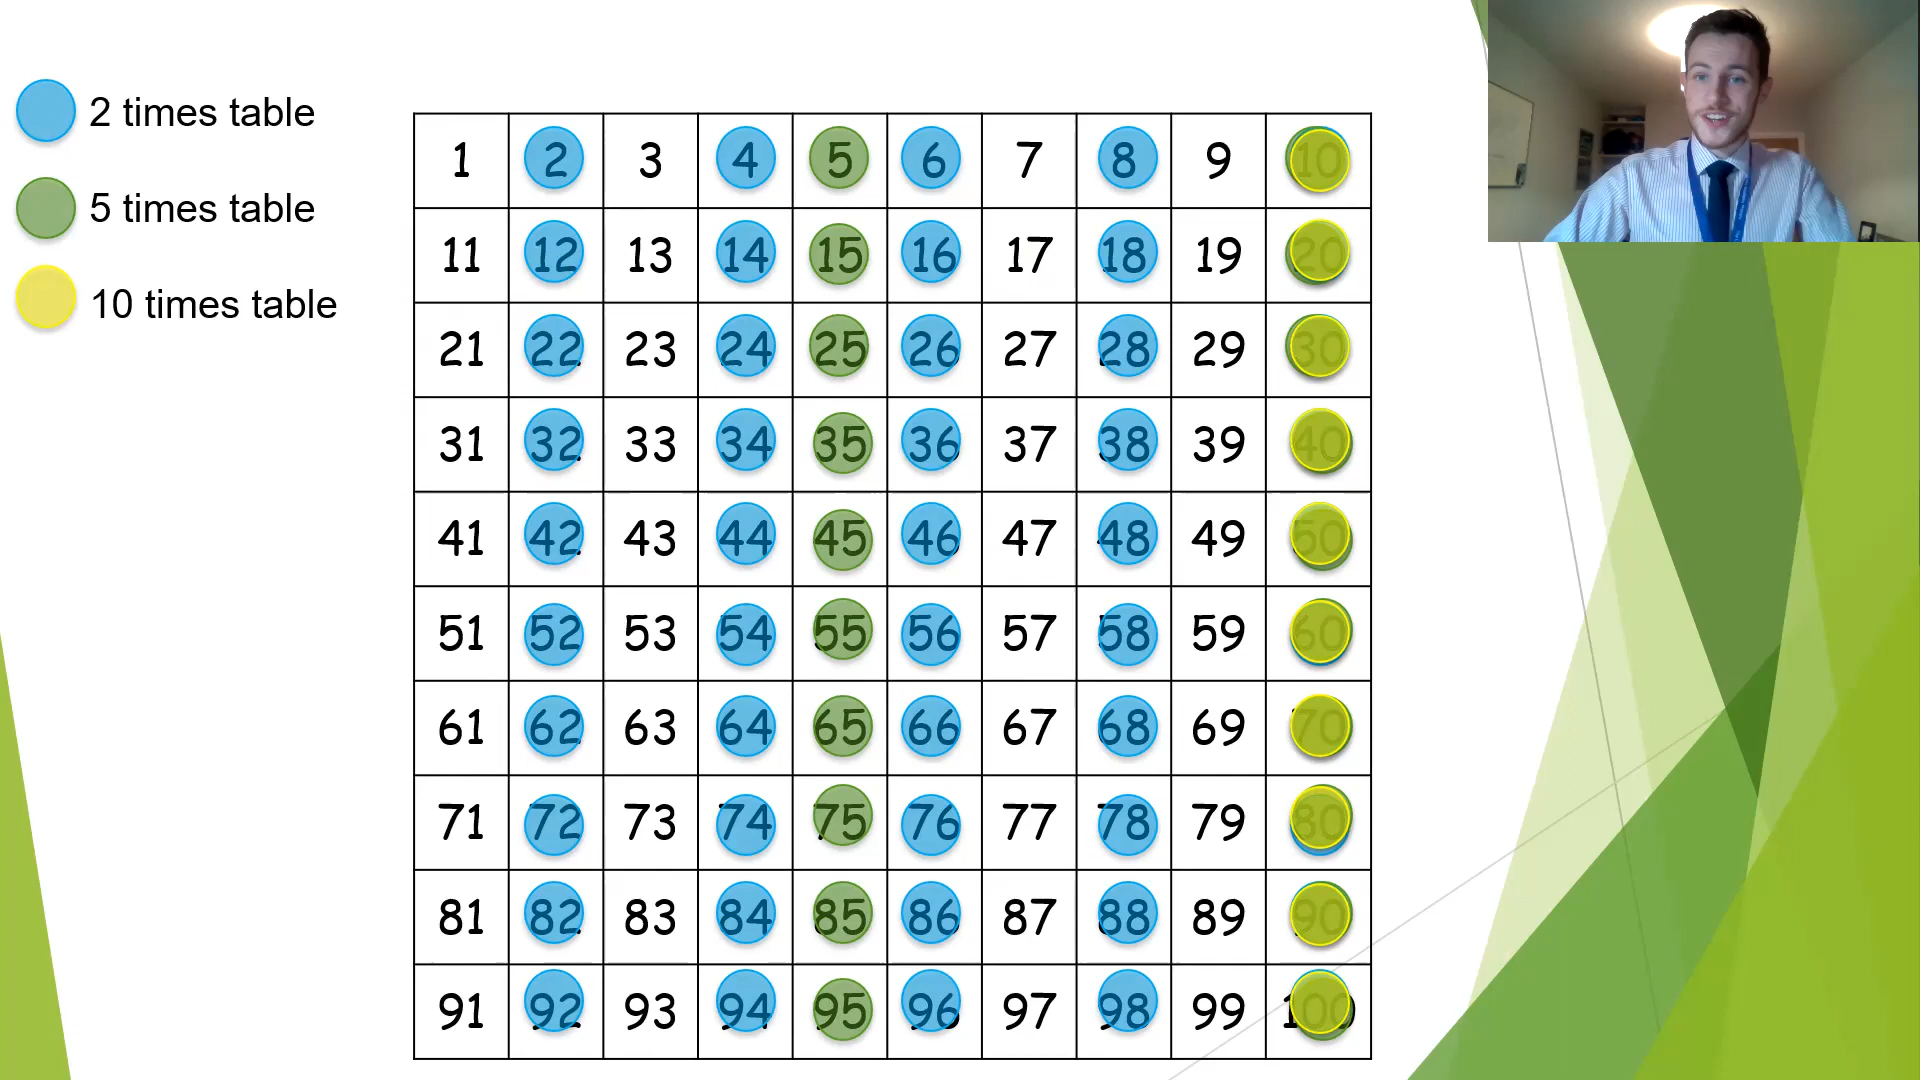 2 times table
5 times table
10 times table
1 2 3 4 5 6 7 8 9 10
11 12 13 14 15 16 17 18 19 20
21 22 23 24 25 26 27 28 29 30
31 32 33 34 35 36 37 38 39 40
41 42 43 44 45 46 47 48 49 50
51 52 53 54 55 56 57 58 59 60
61 62 63 64 65 66 67 68 69 70
71 72 73 74 75 76 77 78 79 80
81 82 83 84 85 86 87 88 89 90
91 92 93 94 95 96 97 98 99 100